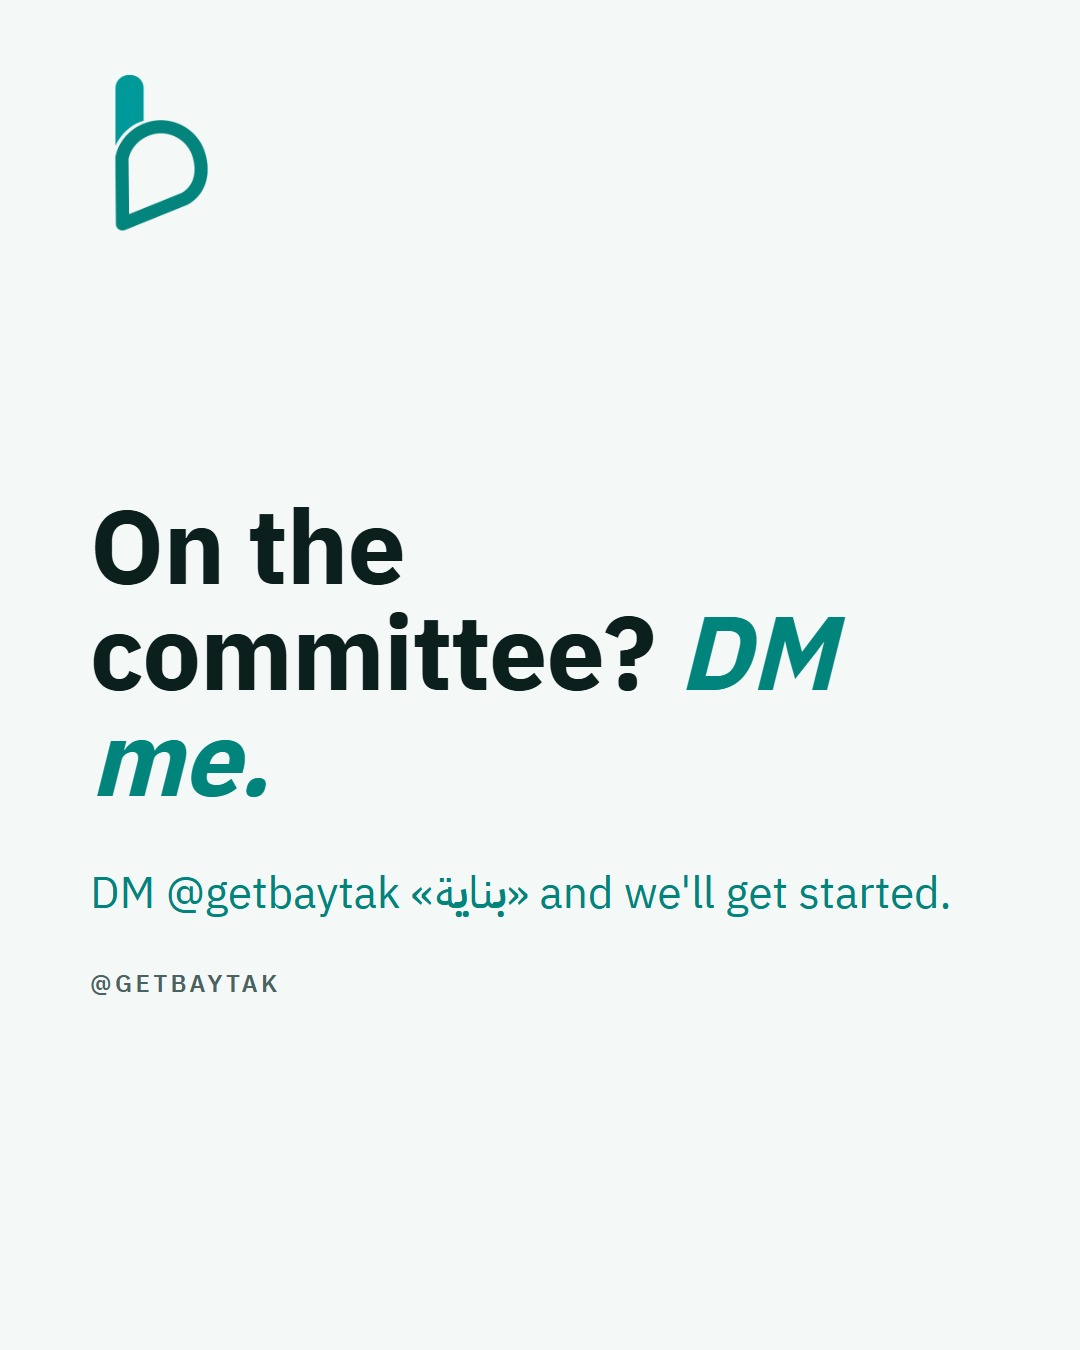 On the
committee? DM
me.
DM @getbaytak «بناية» and we'll get started.
@GETBAYTAK